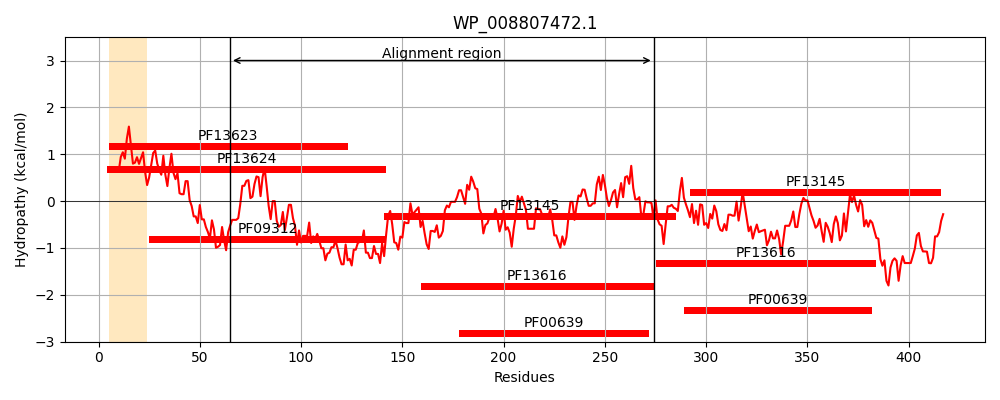 WP_008807472.1
Alignment region
PF13623
PF13624
PF13145
PF13145
PF09312
PF13616
PF13616
PF00639
PF00639
3
2
1
0
−1
−2
−3
Hydropathy (kcal/mol)
0 50 100 150 200 250 300 350 400
Residues